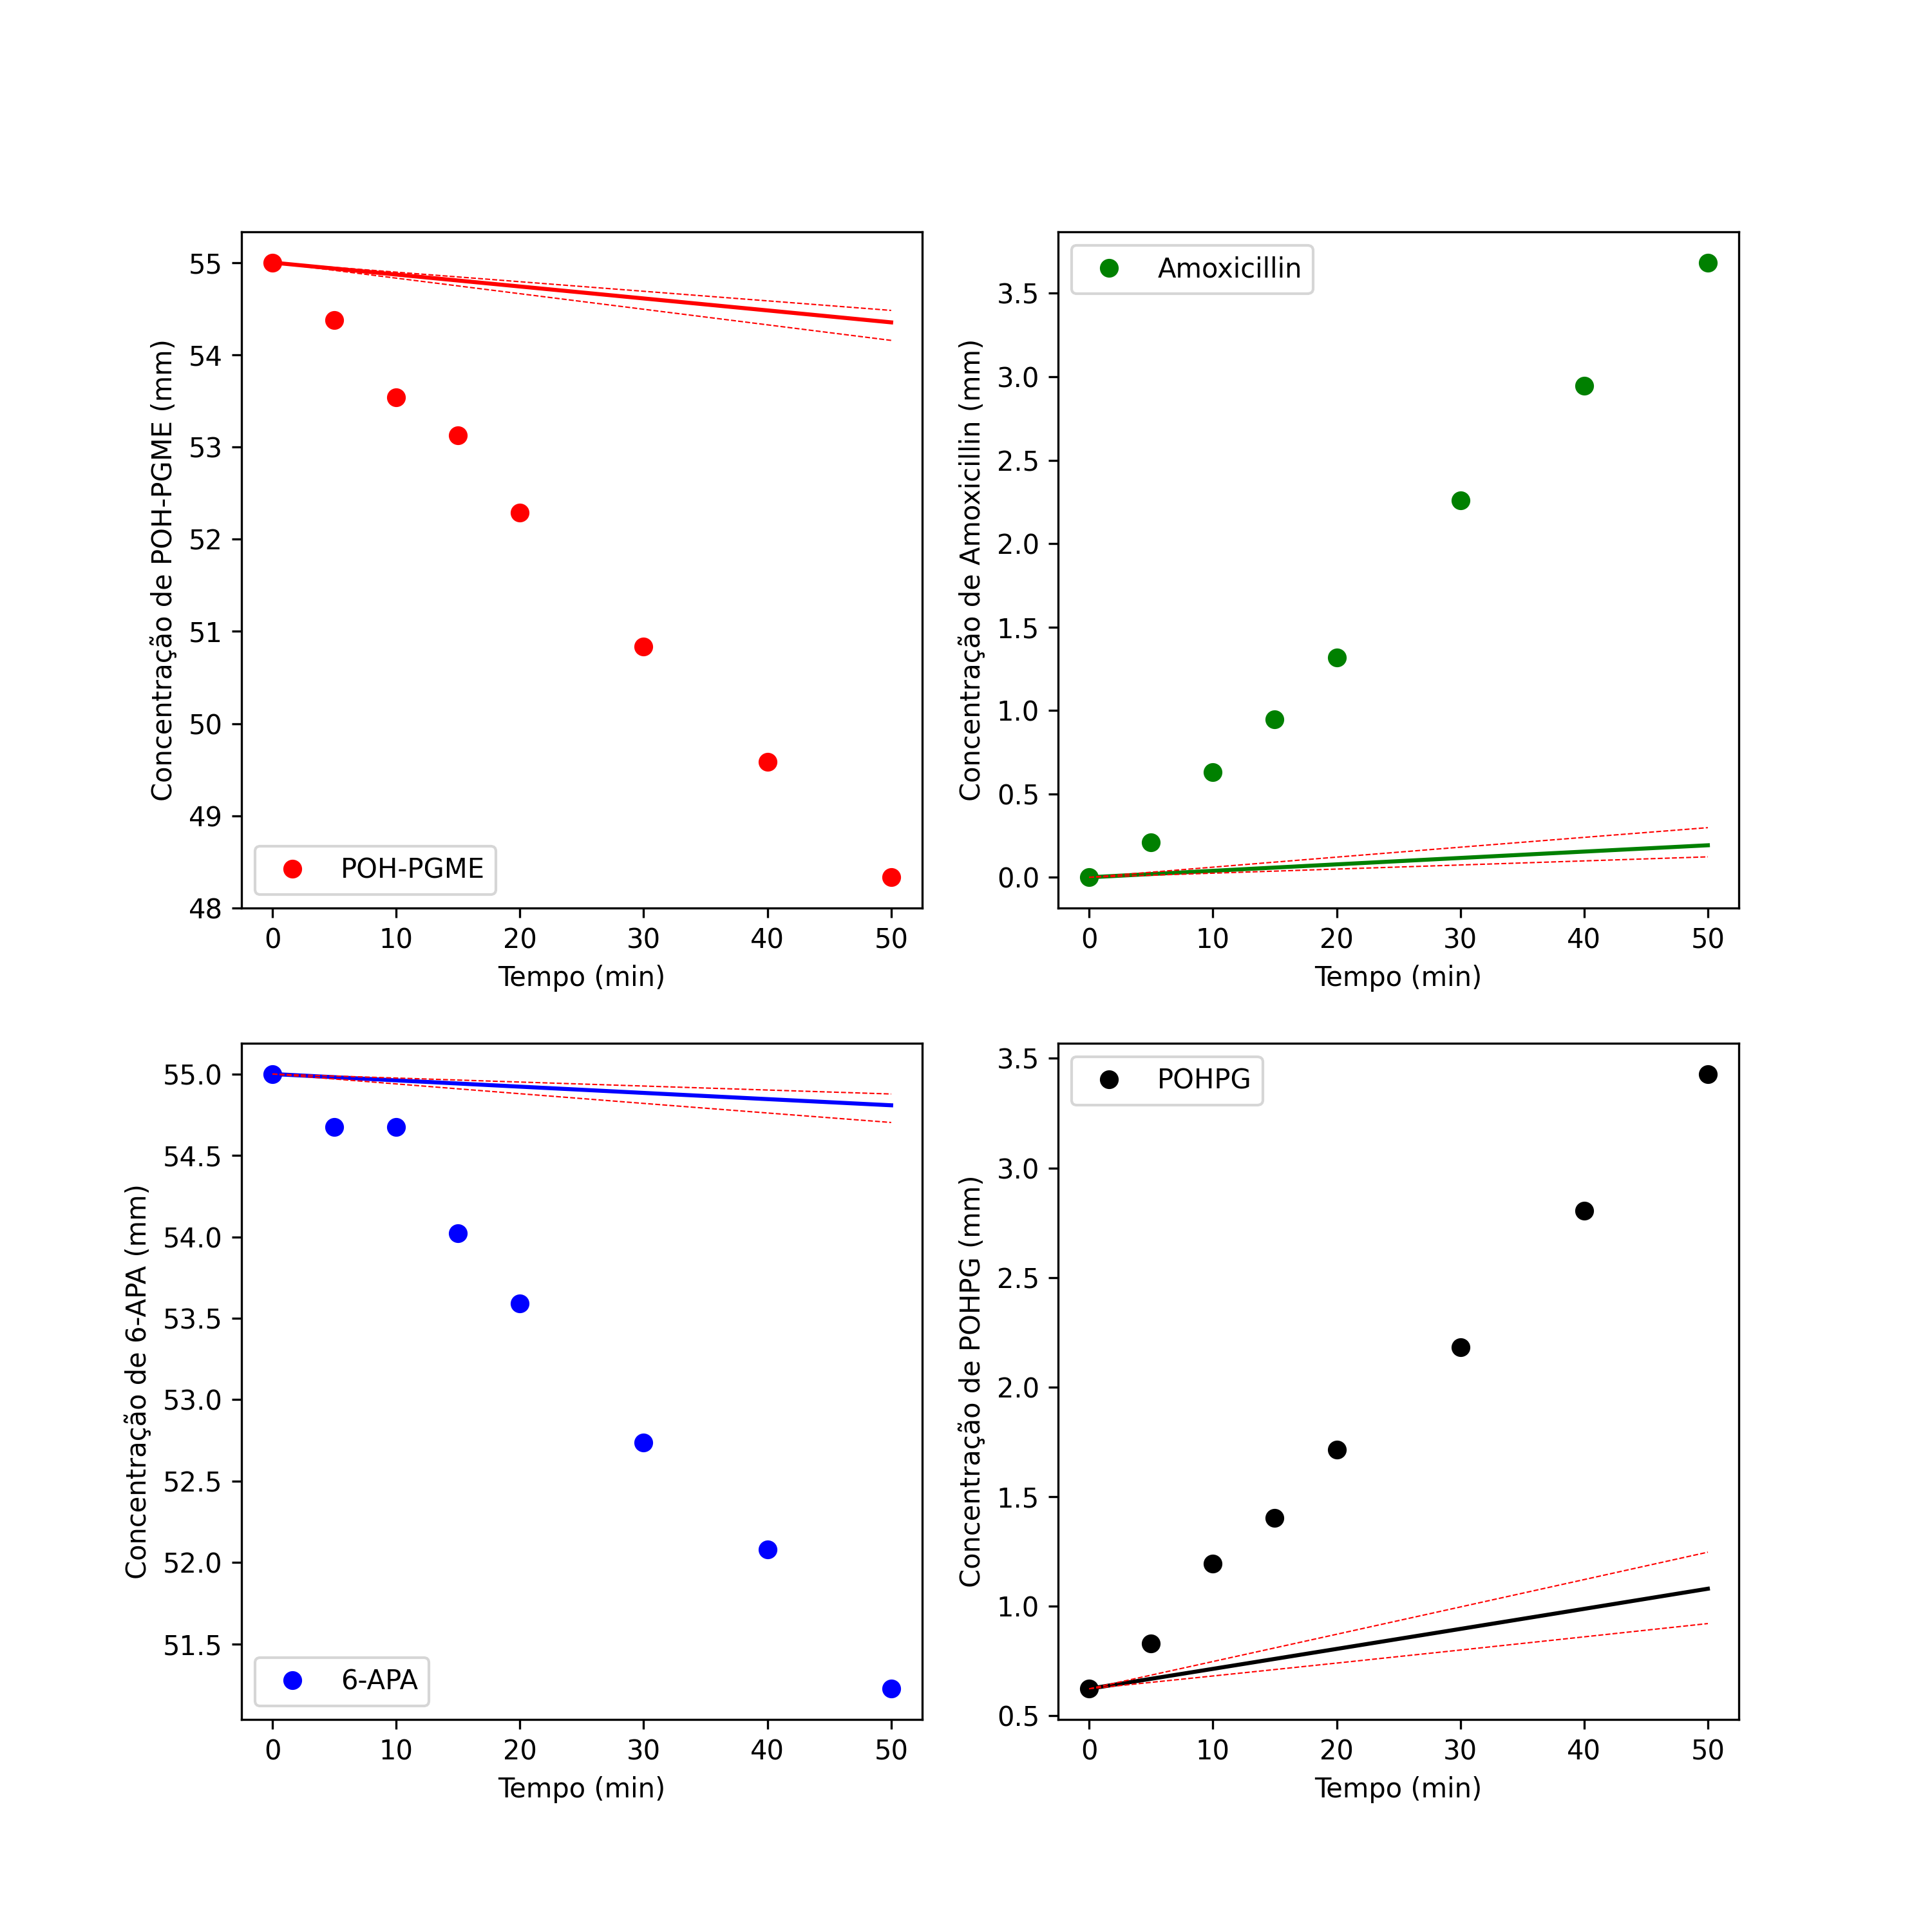 Concentração de POH-PGME (mm)
55
54
53
52
51
50
49
48
POH-PGME
0 10 20 30 40 50
Tempo (min)
Concentração de Amoxicillin (mm)
Amoxicillin
3.5
3.0
2.5
2.0
1.5
1.0
0.5
0.0
0 10 20 30 40 50
Tempo (min)
Concentração de 6-APA (mm)
55.0
54.5
54.0
53.5
53.0
52.5
52.0
51.5
6-APA
0 10 20 30 40 50
Tempo (min)
Concentração de POHPG (mm)
3.5
POHPG
3.0
2.5
2.0
1.5
1.0
0.5
0 10 20 30 40 50
Tempo (min)